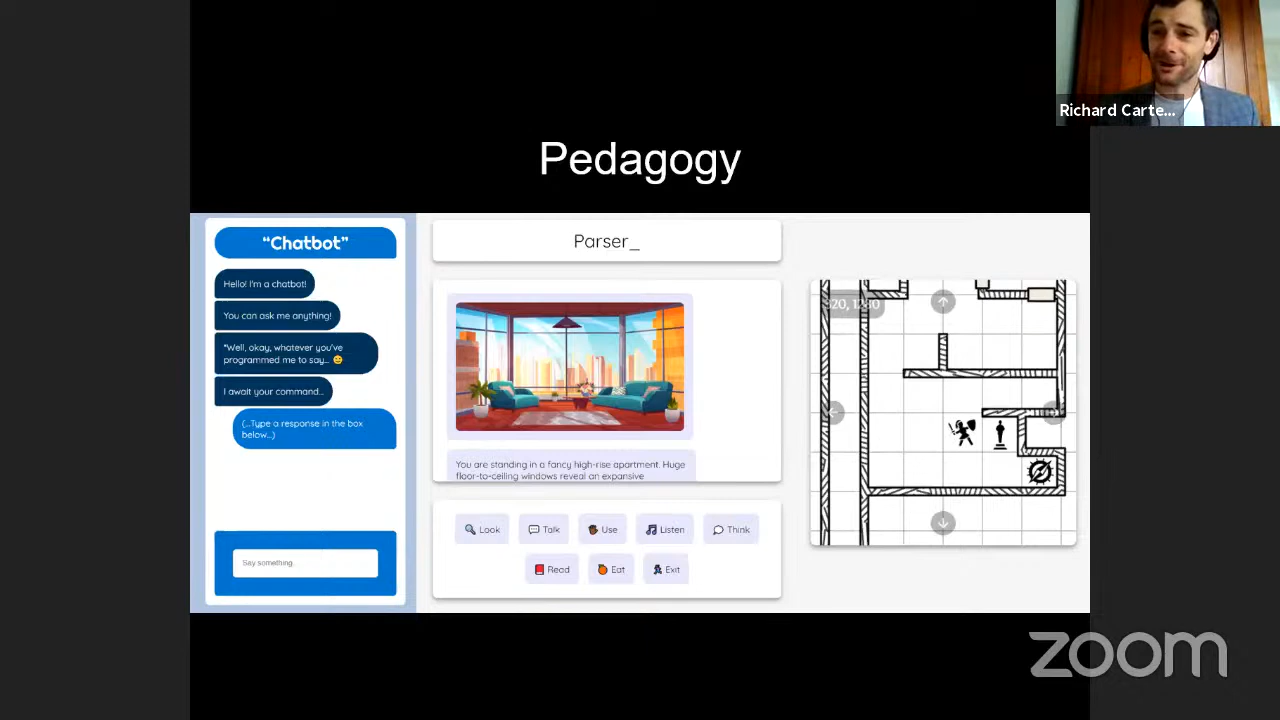 Richard Carte...
Pedagogy
“Chatbot”
Hello! I'm a chatbot!
You can ask me anything!
*Well, okay, whatever you've
programmed me to say... 😉
I await your command...
(...Type a response in the box
below...)
Say something
Parser_
You are standing in a fancy high-rise apartment. Huge
floor-to-ceiling windows reveal an expansive
Look
Talk
Use
Listen
Think
Read
Eat
Exit
zoom